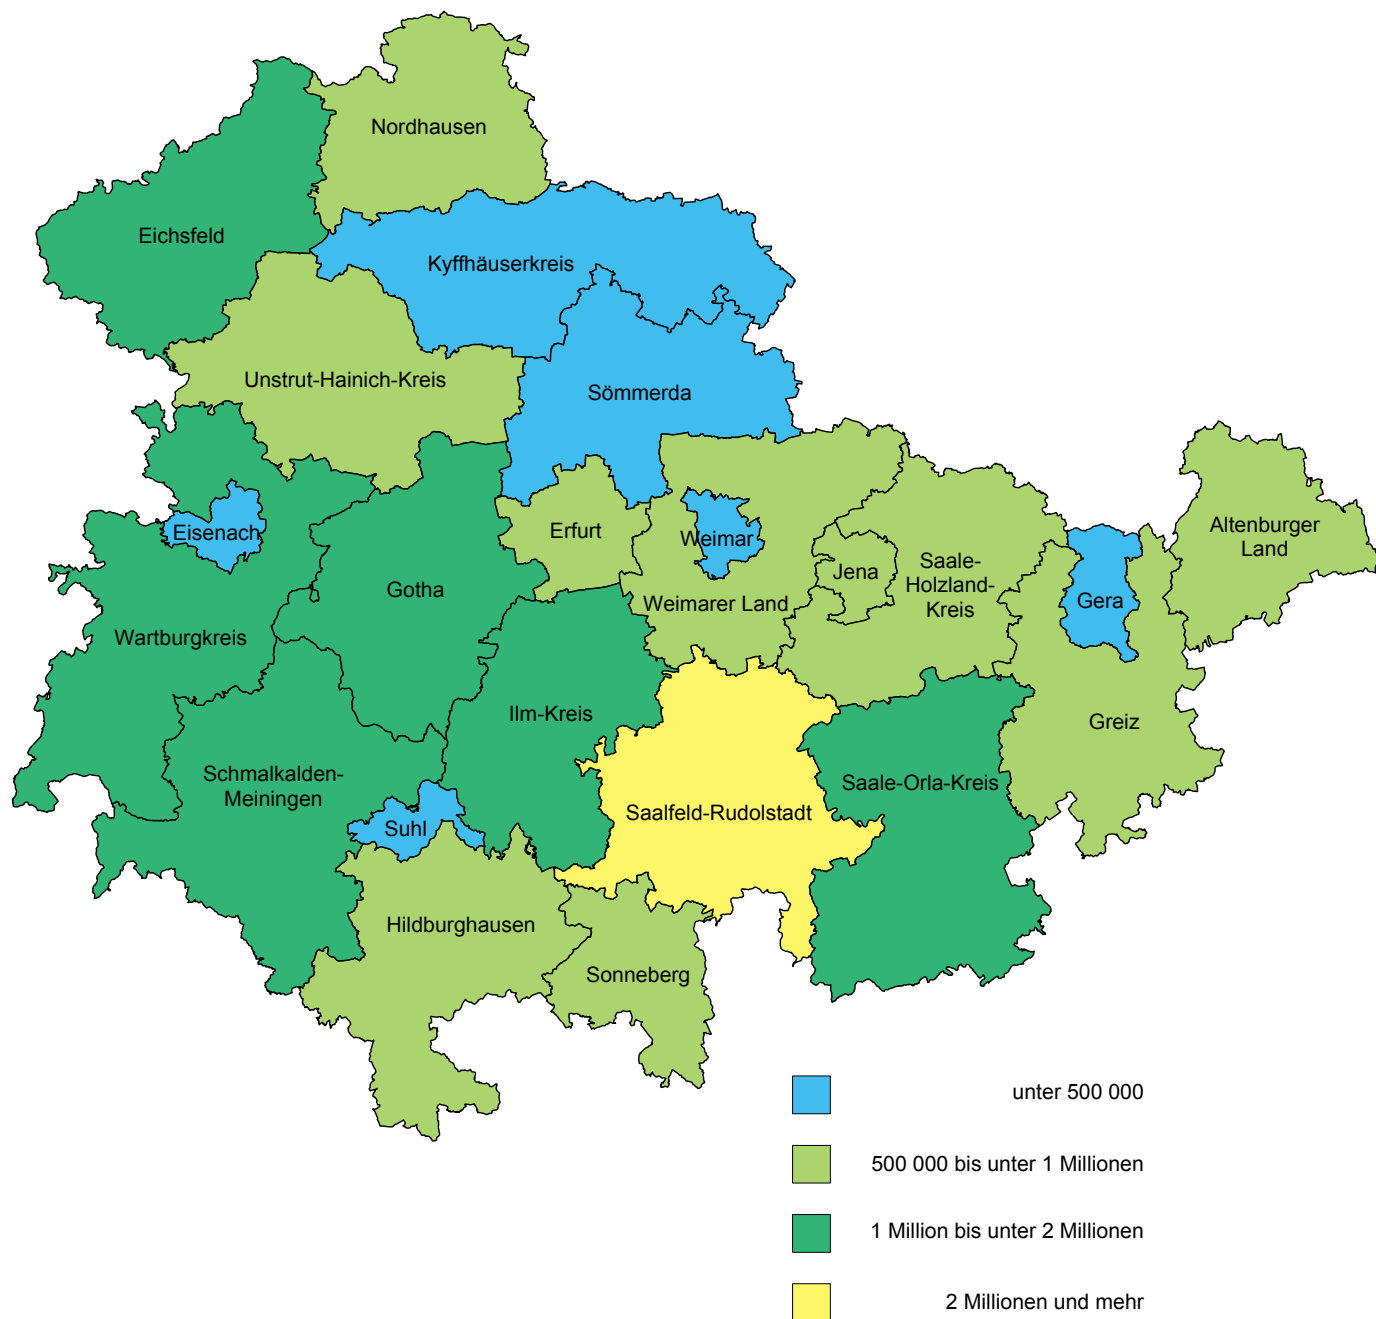 Nordhausen
Eichsfeld
Kyffhäuserkreis
Unstrut-Hainich-Kreis
Sömmerda
Eisenach
Erfurt
Weimar
Altenburger
Land
Jena
Saale-
Holzland-
Kreis
Gotha
Weimarer Land
Gera
Wartburgkreis
Ilm-Kreis
Greiz
Schmalkalden-
Meiningen
Saale-Orla-Kreis
Saalfeld-Rudolstadt
Suhl
Hildburghausen
Sonneberg
unter 500 000
500 000 bis unter 1 Millionen
1 Million bis unter 2 Millionen
2 Millionen und mehr